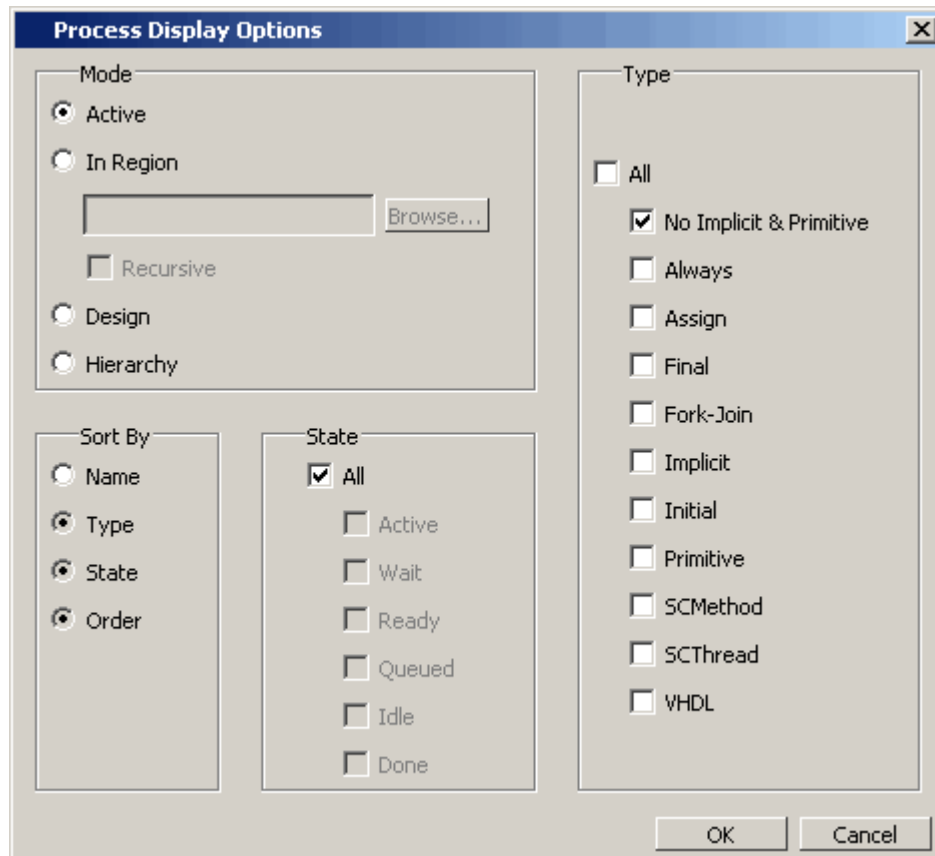 Process Display Options
Mode
Active
In Region
Browse...
Recursive
Design
Hierarchy
Sort By
Name
Type
State
Order
State
All
Active
Wait
Ready
Queued
Idle
Done
Type
All
No Implicit & Primitive
Always
Assign
Final
Fork-Join
Implicit
Initial
Primitive
SCMethod
SCThread
VHDL
OK
Cancel